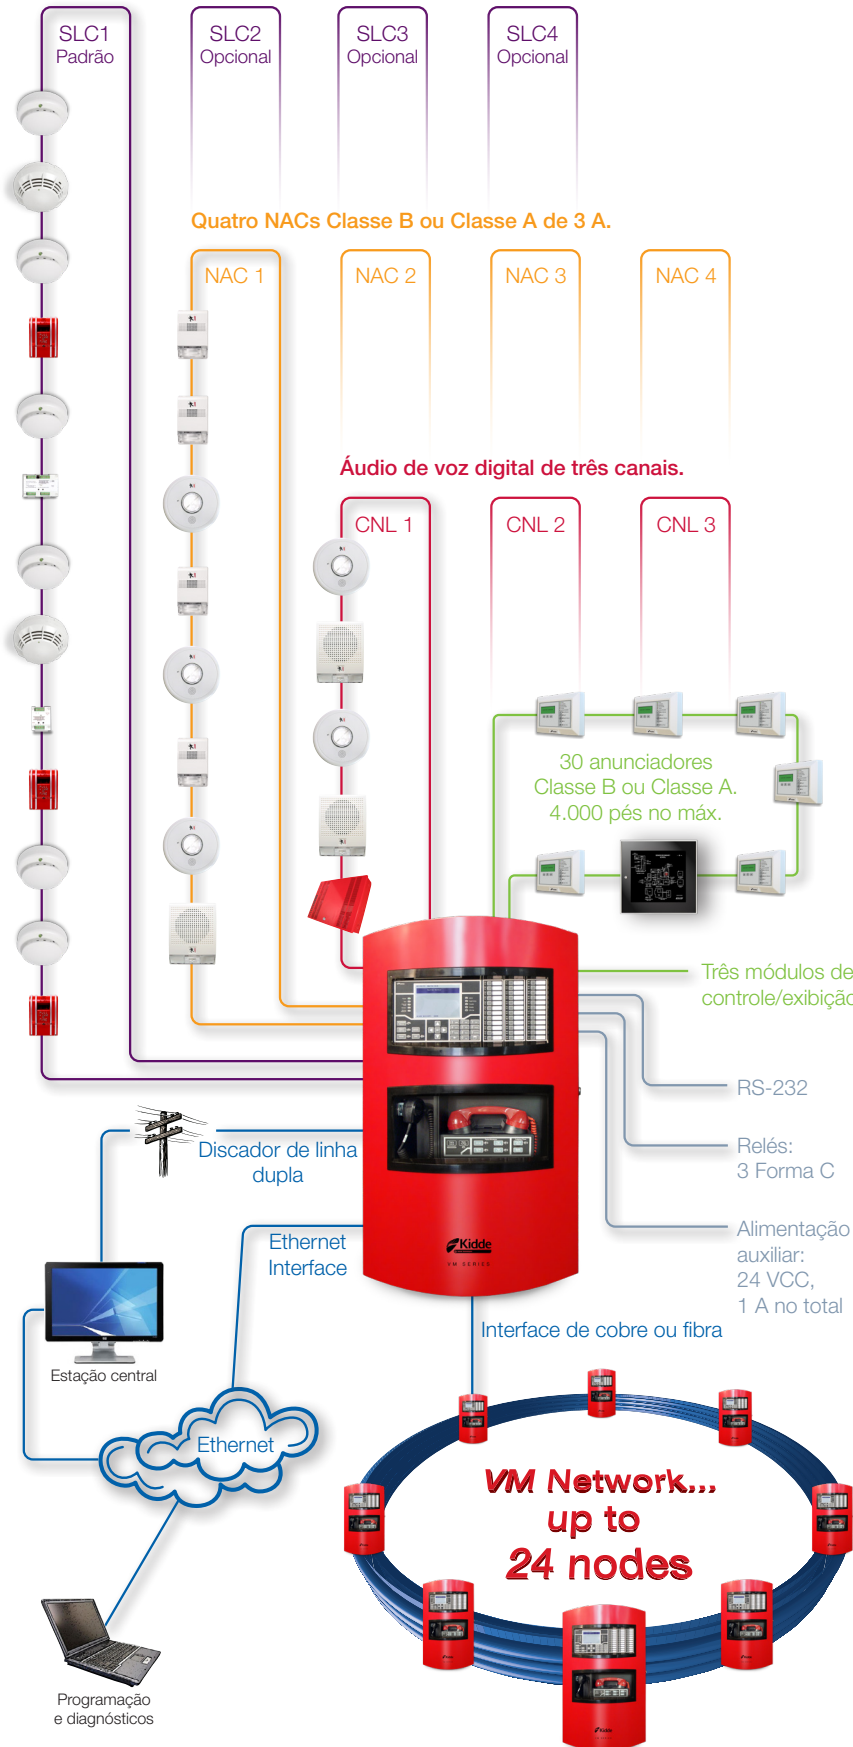 SLC1
Padrão
SLC2
Opcional
SLC3
Opcional
SLC4
Opcional
Quatro NACs Classe B ou Classe A de 3 A.
NAC 1
NAC 2
NAC 3
NAC 4
Áudio de voz digital de três canais.
CNL 1
CNL 2
CNL 3
30 anunciadores
Classe B ou Classe A.
4.000 pés no máx.
Três módulos de
controle/exibição
RS-232
Relés:
3 Forma C
Alimentação
auxiliar:
24 VCC,
1 A no total
Discador de linha
dupla
Ethernet
Interface
Kidde
VM SERIES
Interface de cobre ou fibra
Estação central
Ethernet
VM Network...
up to
24 nodes
Programação
e diagnósticos
Kidde